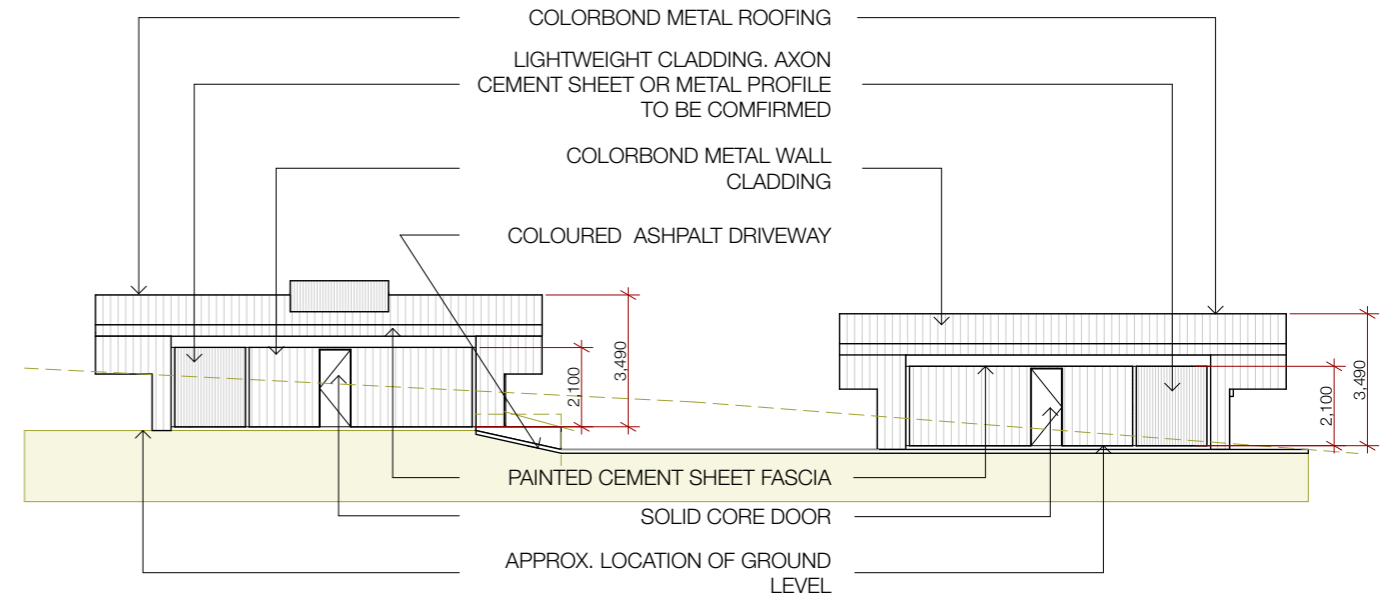 COLORBOND METAL ROOFING
LIGHTWEIGHT CLADDING. AXON
CEMENT SHEET OR METAL PROFILE
TO BE COMFIRMED
COLORBOND METAL WALL
CLADDING
COLOURED ASHPALT DRIVEWAY
2,100
3,490
2,100
3,490
PAINTED CEMENT SHEET FASCIA
SOLID CORE DOOR
APPROX. LOCATION OF GROUND
LEVEL